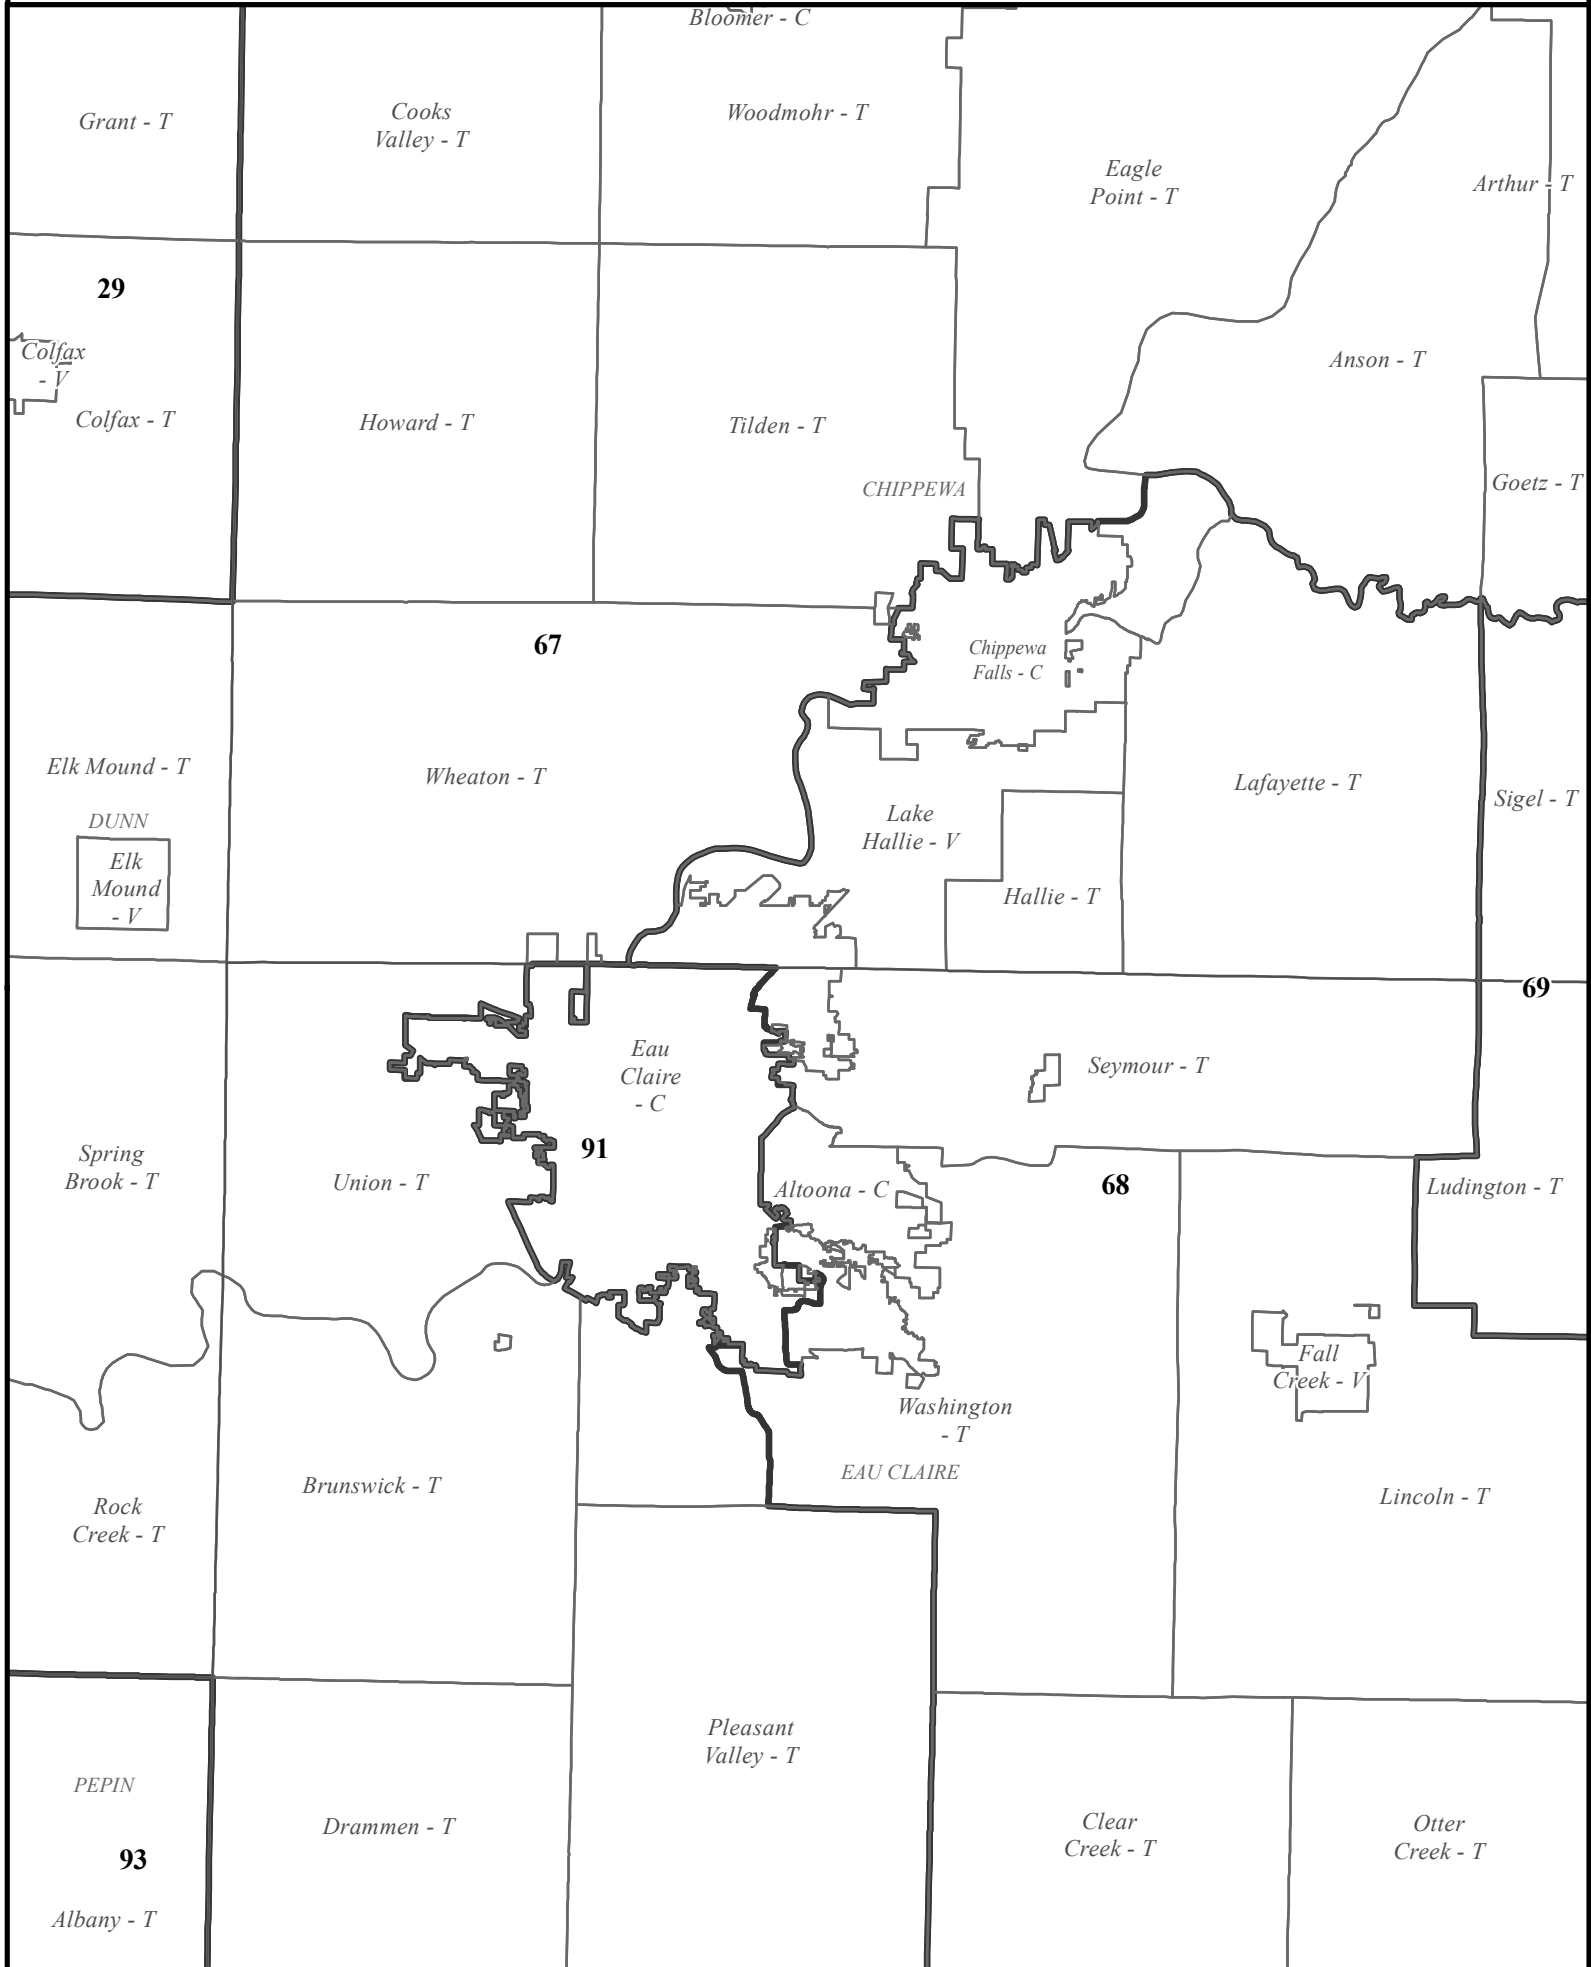 Bloomer - C
Grant - T
Cooks
Valley - T
Woodmohr - T
Eagle
Point - T
Arthur - T
29
Colfax
- V
Colfax - T
Howard - T
Tilden - T
Anson - T
CHIPPEWA
Goetz - T
67
Chippewa
Falls - C
Elk Mound - T
Wheaton - T
Lafayette - T
Sigel - T
DUNN
Elk
Mound
- V
Lake
Hallie - V
Hallie - T
69
Eau
Claire
- C
Seymour - T
91
Spring
Brook - T
Union - T
Altoona - C
68
Ludington - T
Fall
Creek - V
Washington
- T
EAU CLAIRE
Rock
Creek - T
Brunswick - T
Lincoln - T
Pleasant
Valley - T
PEPIN
93
Drammen - T
Clear
Creek - T
Otter
Creek - T
Albany - T